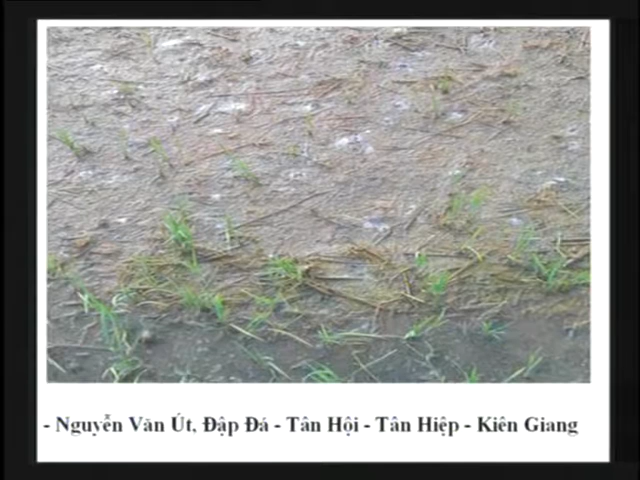 - Nguyễn Văn Út, Đập Đá - Tân Hội - Tân Hiệp - Kiên Giang